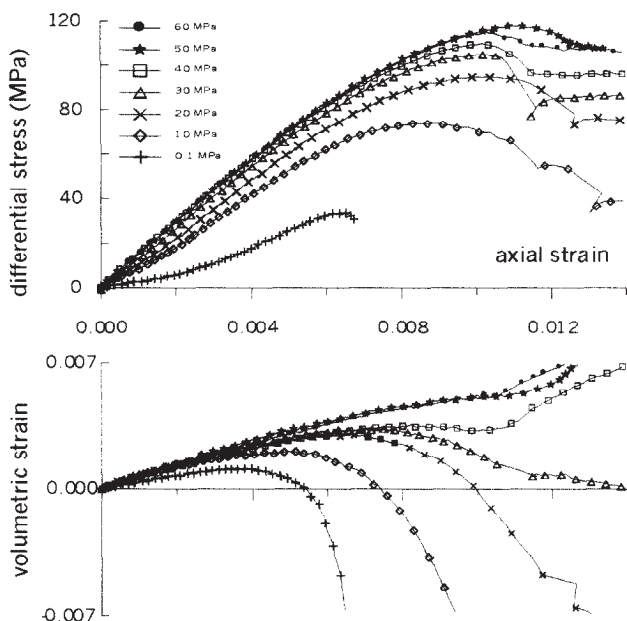 120
80
40
0
differential stress (MPa)
60 MPa
50 MPa
40 MPa
30 MPa
20 MPa
10 MPa
0.1 MPa
axial strain
0.000
0.004
0.008
0.012
0.007
0.000
-0.007
volumetric strain